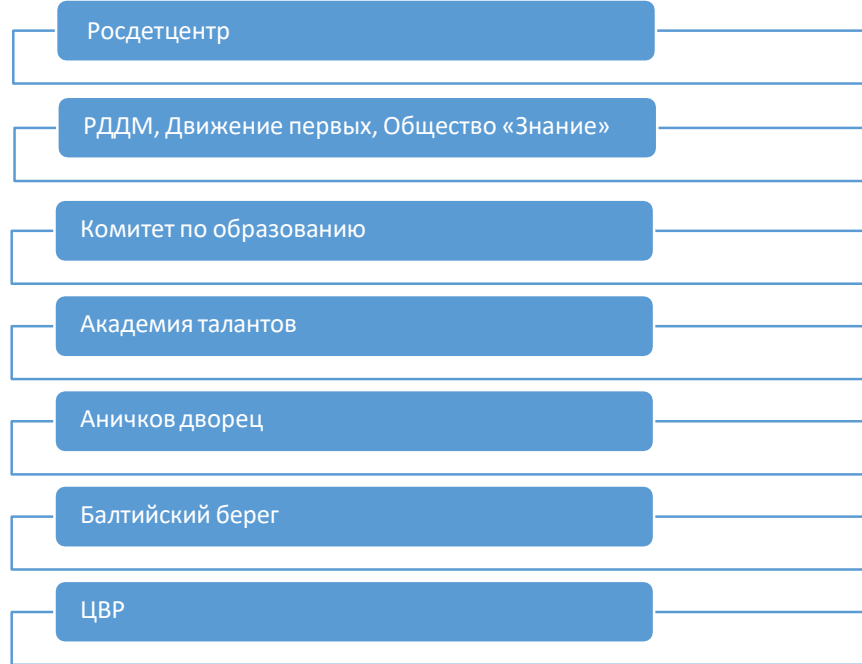 Росдетцентр
РДДМ, Движение первых, Общество «Знание»
Комитет по образованию
Академия талантов
Аничков дворец
Балтийский берег
ЦВР